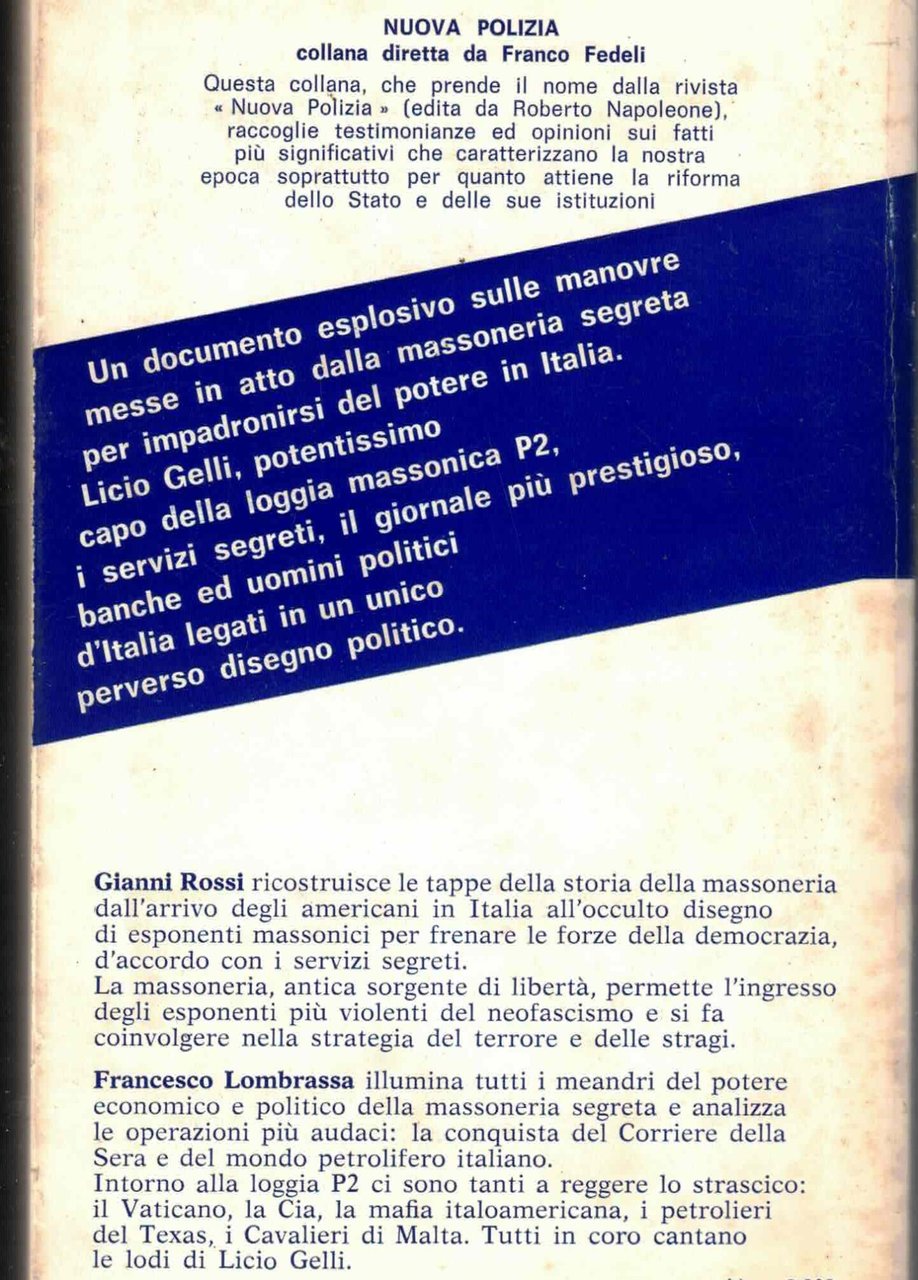 NUOVA POLIZIA
collana diretta da Franco Fedeli
Questa collana, che prende il nome dalla rivista
« Nuova Polizia » (edita da Roberto Napoleone),
raccoglie testimonianze ed opinioni sui fatti
più significativi che caratterizzano la nostra
epoca soprattutto per quanto attiene la riforma
dello Stato e delle sue istituzioni
Un documento esplosivo sulle manovre
messe in atto dalla massoneria segreta
per impadronirsi del potere in Italia.
Licio Gelli, potentissimo
capo della loggia massonica P2,
i servizi segreti, il giornale più prestigioso,
banche ed uomini politici
d'Italia legati in un unico
perverso disegno politico.
Gianni Rossi ricostruisce le tappe della storia della massoneria
dall'arrivo degli americani in Italia all'occulto disegno
di esponenti massonici per frenare le forze della democrazia,
d'accordo con i servizi segreti.
La massoneria, antica sorgente di libertà, permette l'ingresso
degli esponenti più violenti del neofascismo e si fa
coinvolgere nella strategia del terrore e delle stragi.
Francesco Lombrassa illumina tutti i meandri del potere
economico e politico della massoneria segreta e analizza
le operazioni più audaci: la conquista del Corriere della
Sera e del mondo petrolifero italiano.
Intorno alla loggia P2 ci sono tanti a reggere lo strascico:
il Vaticano, la Cia, la mafia italoamericana, i petrolieri
del Texas, i Cavalieri di Malta. Tutti in coro cantano
le lodi di Licio Gelli.